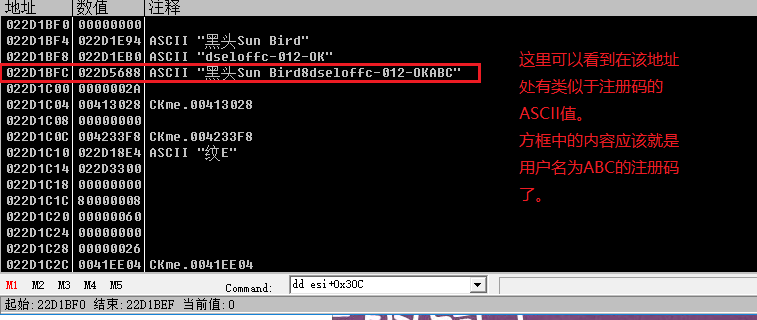 地址 数值 注释
022D1BF0 00000000
022D1BF4 022D1E94 ASCII "黑头Sun Bird"
022D1BF8 022D1EB0 ASCII "dseloffc-012-OK"
022D1BFC 022D5688 ASCII "黑头Sun Bird8dseloffc-012-OKABC"
022D1C00 0000002A
022D1C04 00413028 CKme.00413028
022D1C08 00000000
022D1C0C 004233F8 CKme.004233F8
022D1C10 022D18E4 ASCII "纹E"
022D1C14 022D3300
022D1C18 00000000
022D1C1C 80000008
022D1C20 00000060
022D1C24 00000000
022D1C28 00000026
022D1C2C 0041EE04 CKme.0041EE04
这里可以看到在该地址
处有类似于注册码的
ASCII值。
方框中的内容应该就是
用户名为ABC的注册码
了。
M1 M2 M3 M4 M5 Command: dd esi+0x30C
起始:22D1BF0 结束:22D1BEF 当前值:0